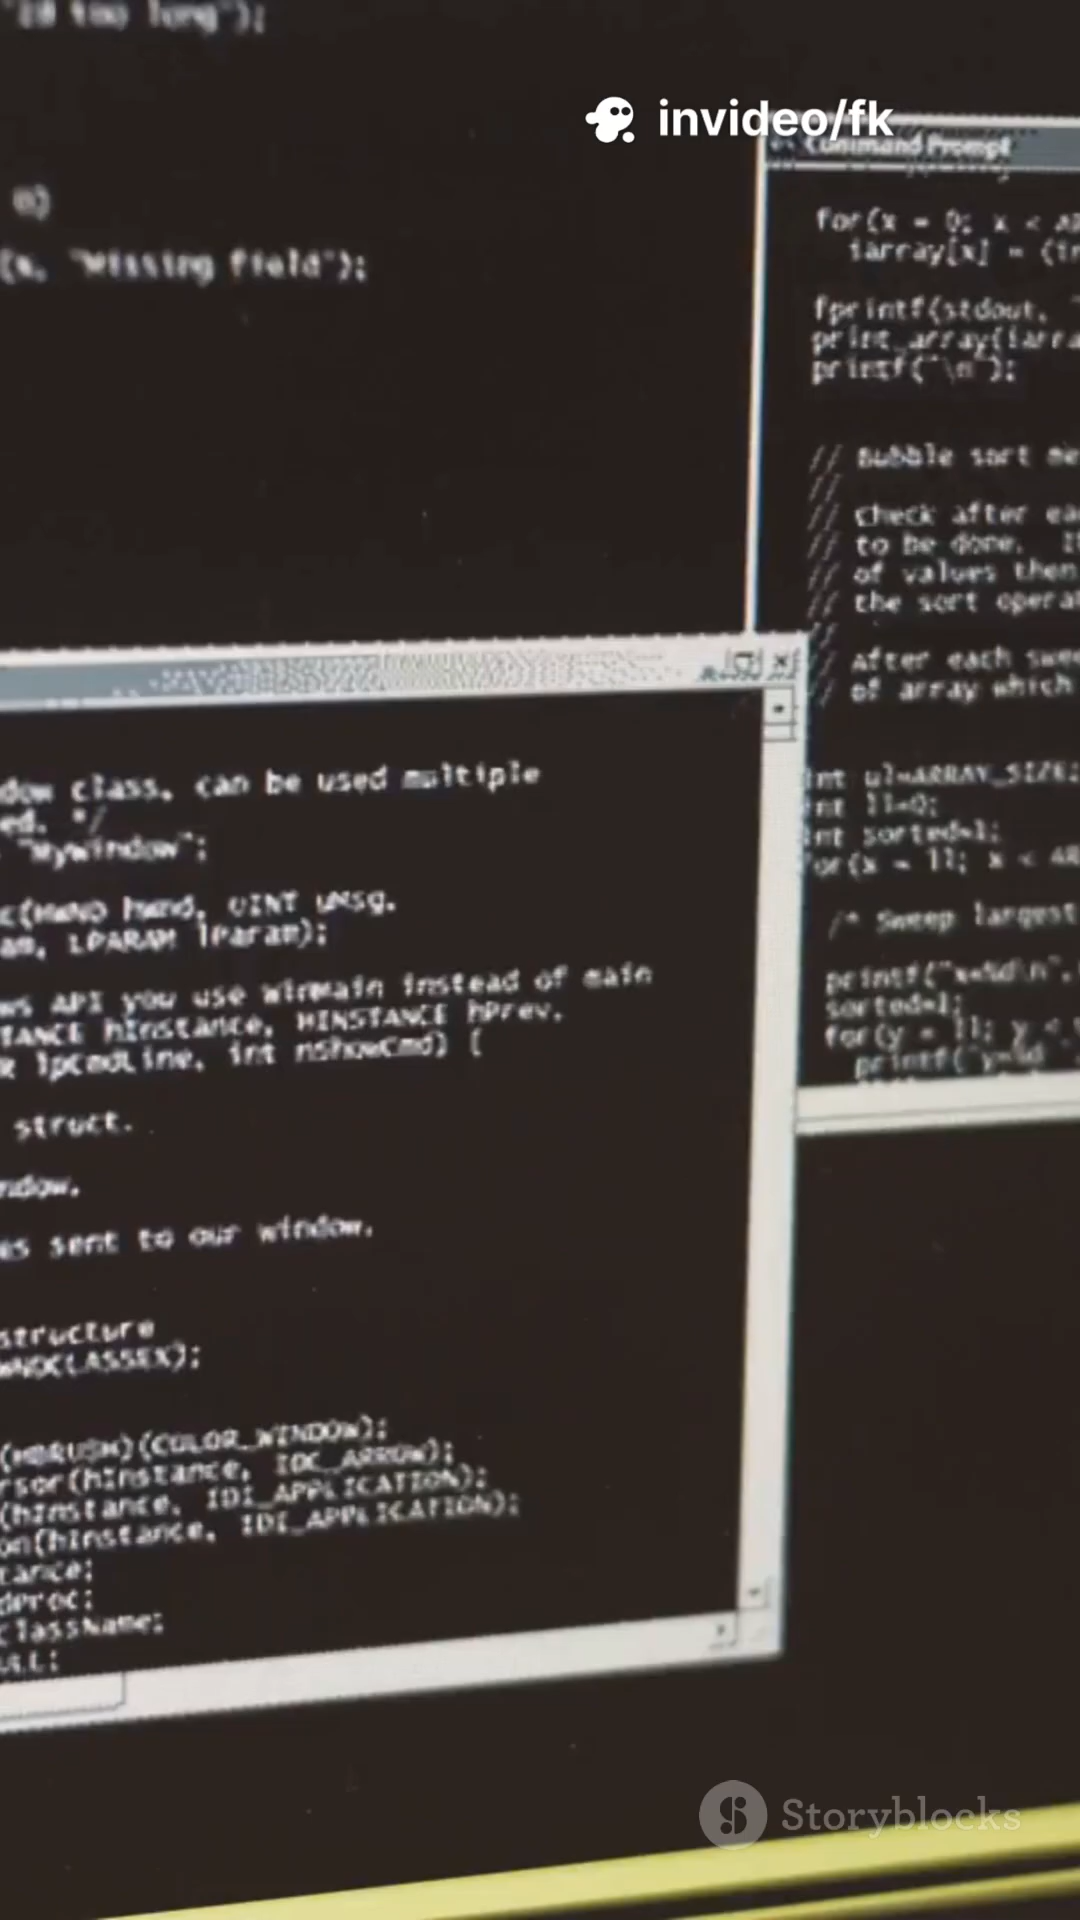 is too long");
invideo/fk
Command Prompt
n)
(x, "Missing field");
for(x = 0; x <
iarray[x] = (in
fprintf(stdout, "
print_array(iarra
printf("\n");
// Bubble sort me
//
// Check after ea
// to be done. I
// of values then
// the sort operat
//
// After each swee
// of array which
int ul=ARRAY_SIZE;
int ll=0;
int sorted=1;
for(x = ll; x < AR
/* Sweep largest
printf("x=%d\n",
sorted=1;
for(y = ll; y <
printf("y=%d
dow class, can be used multiple
ed. */
"MyWindow";
c(HWND hwnd, UINT uMsg,
am, LPARAM lParam);
ws API you use WinMain instead of main
TANCE hInstance, HINSTANCE hPrev,
R lpCmdLine, int nShowCmd) {
struct.
ndow.
es sent to our window.
structure
WNDCLASSEX);
(HBRUSH)(COLOR_WINDOW);
rsor(hInstance, IDC_ARROW);
(hInstance, IDI_APPLICATION);
on(hInstance, IDI_APPLICATION);
tance;
dProc;
ClassName;
ULL;
Storyblocks